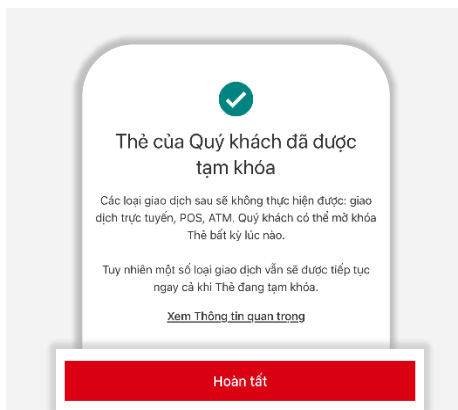 Thẻ của Quý khách đã được
tạm khóa
Các loại giao dịch sau sẽ không thực hiện được: giao
dịch trực tuyến, POS, ATM. Quý khách có thể mở khóa
Thẻ bất kỳ lúc nào.
Tuy nhiên một số loại giao dịch vẫn sẽ được tiếp tục
ngay cả khi Thẻ đang tạm khóa.
Xem Thông tin quan trọng
Hoàn tất